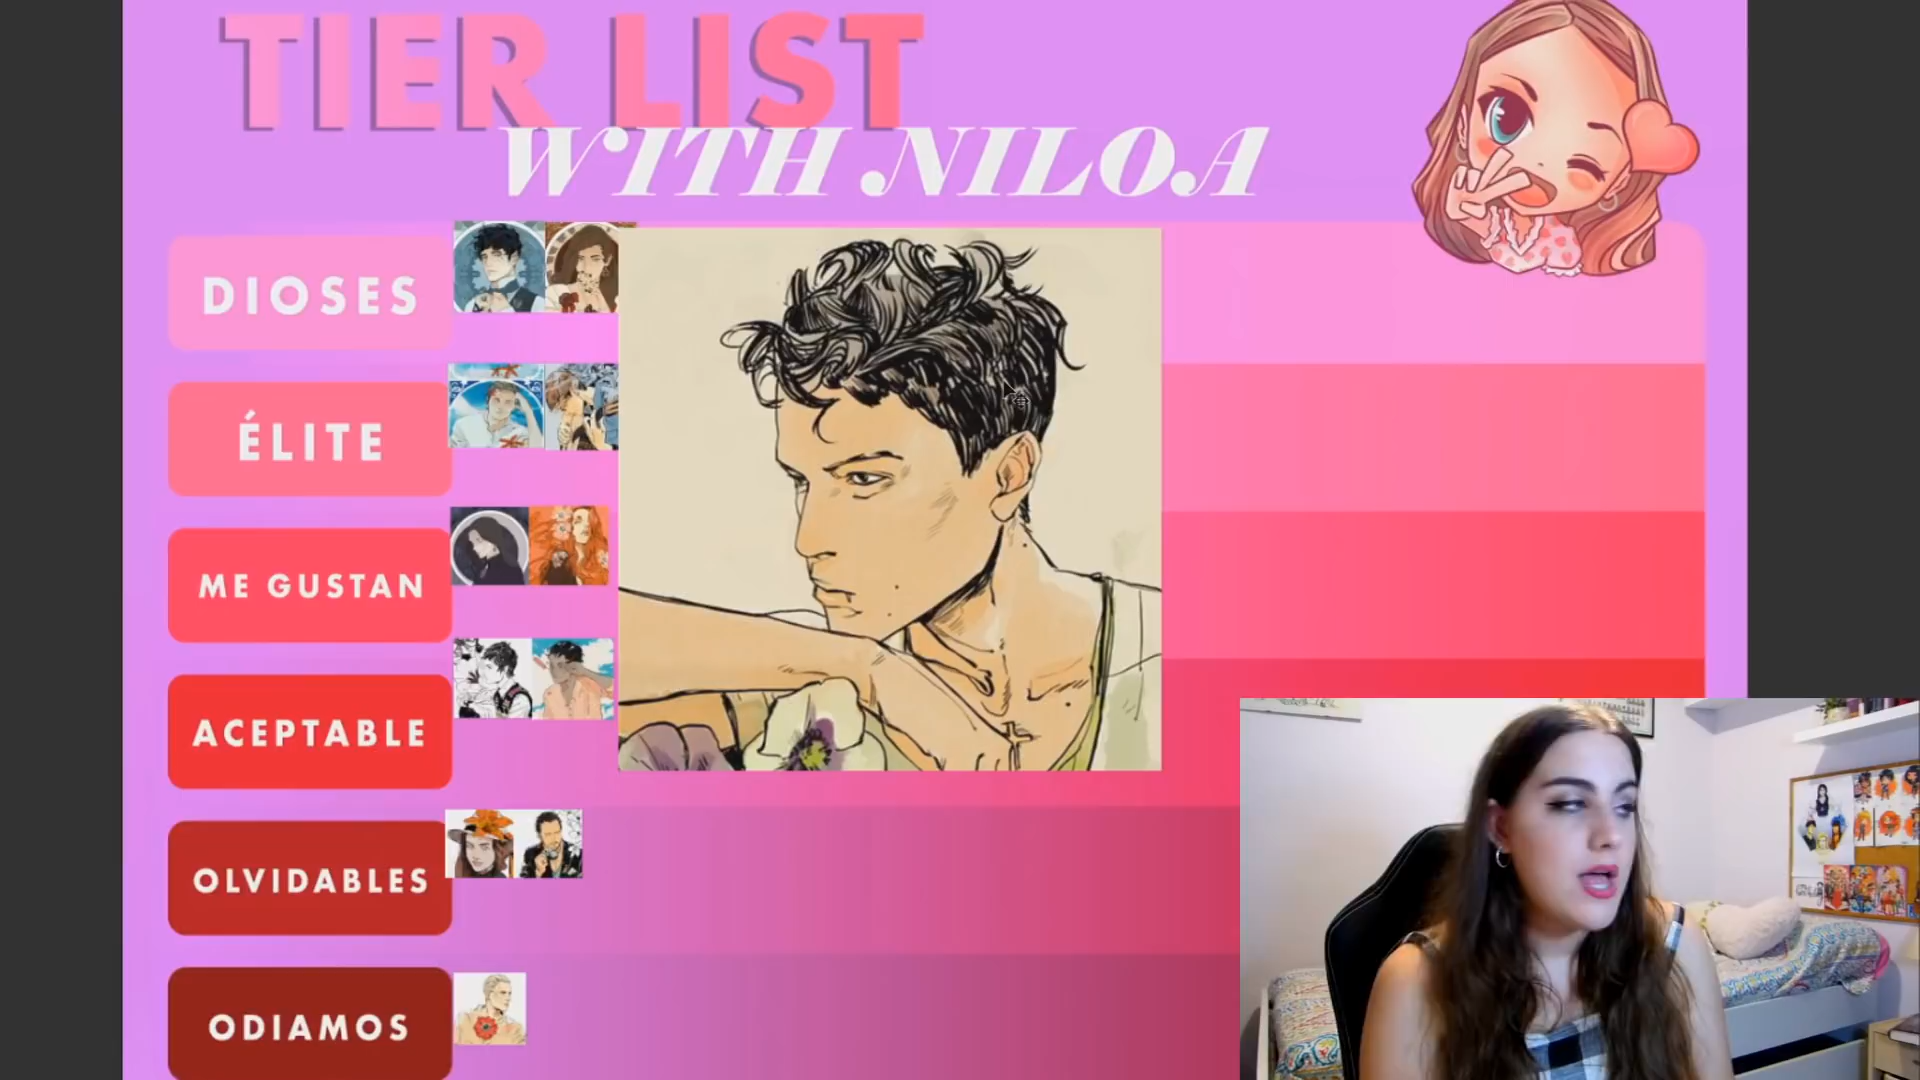 TIER LIST
WITH NILOA
DIOSES
ÉLITE
ME GUSTAN
ACEPTABLE
OLVIDABLES
ODIAMOS